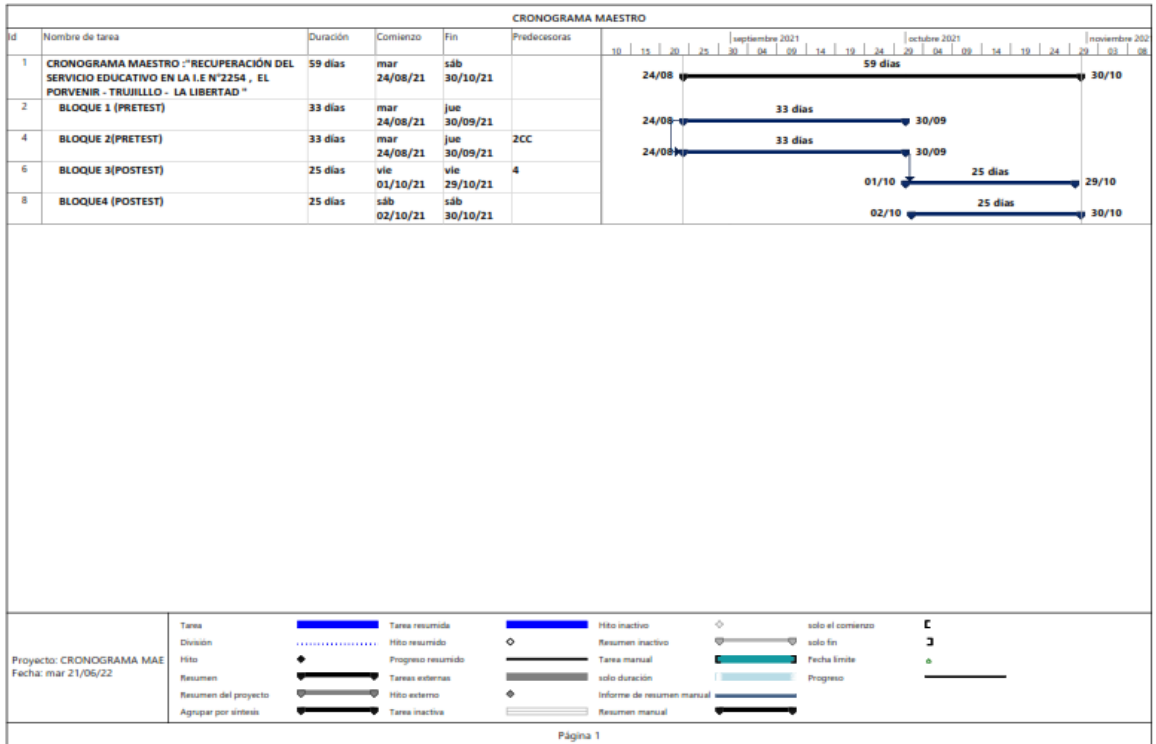 CRONOGRAMA MAESTRO
Id Nombre de tarea Duración Comienzo Fin Predecesoras
septiembre 2021 octubre 2021 noviembre 202
10 15 20 25 30 04 09 14 19 24 29 04 09 14 19 24 29 03 08
1 CRONOGRAMA MAESTRO :"RECUPERACIÓN DEL 59 días mar sáb 59 días
SERVICIO EDUCATIVO EN LA I.E N°2254 , EL 24/08/21 30/10/21 24/08 30/10
PORVENIR - TRUJILLLO - LA LIBERTAD "
2 BLOQUE 1 (PRETEST) 33 días mar jue 33 días
24/08/21 30/09/21 24/08 30/09
4 BLOQUE 2(PRETEST) 33 días mar jue 2CC 33 días
24/08/21 30/09/21 24/08 30/09
6 BLOQUE 3(POSTEST) 25 días vie vie 4 25 días
01/10/21 29/10/21 01/10 29/10
8 BLOQUE4 (POSTEST) 25 días sáb sáb 25 días
02/10/21 30/10/21 02/10 30/10
Proyecto: CRONOGRAMA MAE
Fecha: mar 21/06/22
Tarea Tarea resumida Hito inactivo solo el comienzo
División Hito resumido Resumen inactivo solo fin
Hito Progreso resumido Tarea manual Fecha límite
Resumen Tareas externas solo duración Progreso
Resumen del proyecto Hito externo Informe de resumen manual
Agrupar por síntesis Tarea inactiva Resumen manual
Página 1